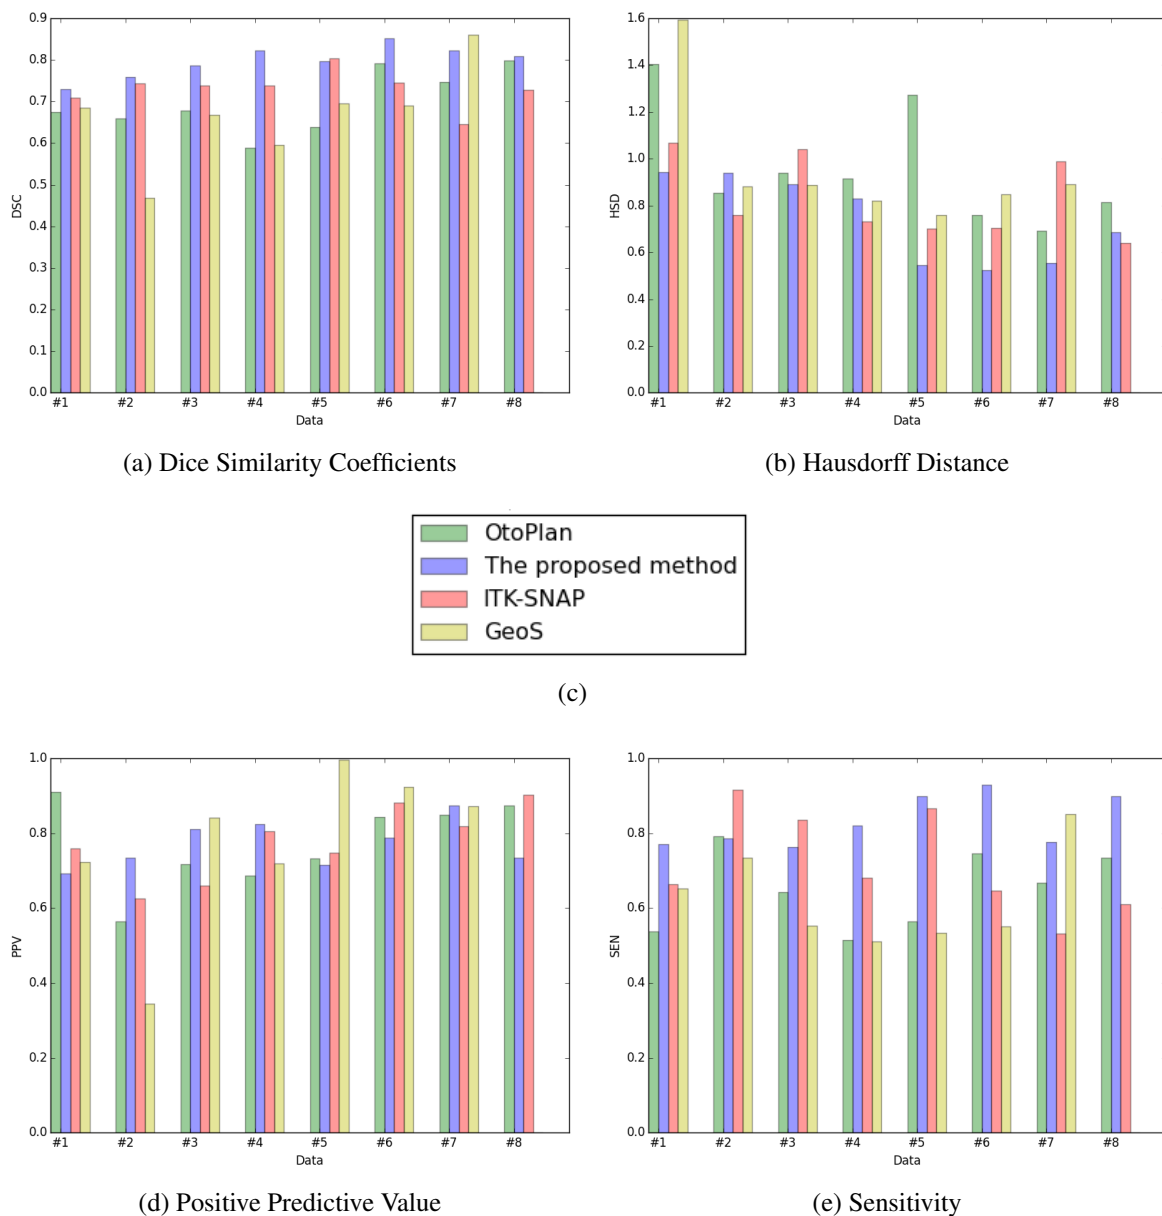 0.9
0.8
0.7
0.6
0.5
0.4
0.3
0.2
0.1
0.0
DSC
#1 #2 #3 #4 #5 #6 #7 #8
Data
(a) Dice Similarity Coefficients
1.6
1.4
1.2
1.0
0.8
0.6
0.4
0.2
0.0
HSD
#1 #2 #3 #4 #5 #6 #7 #8
Data
(b) Hausdorff Distance
OtoPlan
The proposed method
ITK-SNAP
GeoS
(c)
1.0
0.8
0.6
0.4
0.2
0.0
PPV
#1 #2 #3 #4 #5 #6 #7 #8
Data
(d) Positive Predictive Value
1.0
0.8
0.6
0.4
0.2
0.0
SEN
#1 #2 #3 #4 #5 #6 #7 #8
Data
(e) Sensitivity